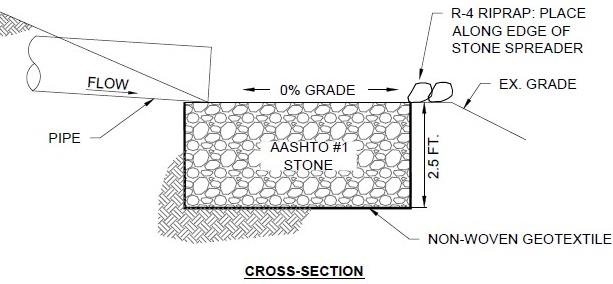 R-4 RIPRAP: PLACE
ALONG EDGE OF
STONE SPREADER
FLOW
0% GRADE
EX. GRADE
PIPE
AASHTO #1
STONE
2.5 FT.
NON-WOVEN GEOTEXTILE
CROSS-SECTION